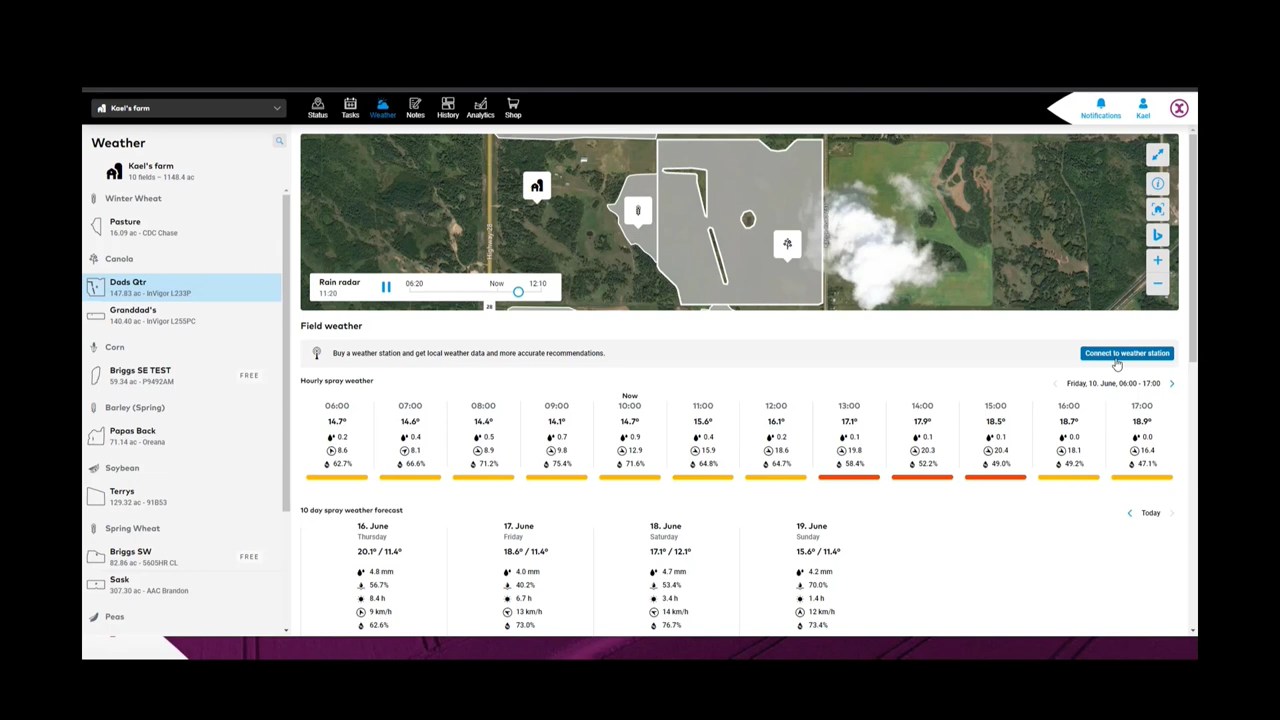 Kael's farm
Status Tasks Weather Notes History Analytics Shop
Notifications Kael
Weather
Kael's farm
10 fields – 1148.4 ac
Winter Wheat
Pasture
16.09 ac - CDC Chase
Canola
Dads Qtr
147.83 ac - InVigor L233P
Granddad's
140.40 ac - InVigor L255PC
Corn
Briggs SE TEST
59.34 ac - P9492AM
FREE
Barley (Spring)
Papas Back
71.14 ac - Oreana
Soybean
Terrys
129.32 ac - 91B53
Spring Wheat
Briggs SW
82.86 ac - 5605HR CL
FREE
Sask
307.30 ac - AAC Brandon
Peas
Highway 28
Rain radar
11:20
06:20 Now 12:10
28
Field weather
Buy a weather station and get local weather data and more accurate recommendations.
Connect to weather station
Hourly spray weather
Friday, 10. June, 06:00 - 17:00
Now
06:00 07:00 08:00 09:00 10:00 11:00 12:00 13:00 14:00 15:00 16:00 17:00
14.7° 14.6° 14.4° 14.1° 14.7° 15.6° 16.1° 17.1° 17.9° 18.5° 18.7° 18.9°
0.2 0.4 0.5 0.7 0.9 0.4 0.2 0.1 0.1 0.1 0.0 0.0
8.6 8.1 8.9 9.8 12.9 15.9 18.6 19.8 20.3 20.4 18.1 16.4
62.7% 66.6% 71.2% 75.4% 71.6% 64.8% 64.7% 58.4% 52.2% 49.0% 49.2% 47.1%
10 day spray weather forecast
Today
16. June 17. June 18. June 19. June
Thursday Friday Saturday Sunday
20.1° / 11.4° 18.6° / 11.4° 17.1° / 12.1° 15.6° / 11.4°
4.8 mm 4.0 mm 4.7 mm 4.2 mm
56.7% 40.2% 53.4% 70.0%
8.4 h 6.7 h 3.4 h 1.4 h
9 km/h 13 km/h 14 km/h 12 km/h
62.6% 73.0% 76.7% 73.4%